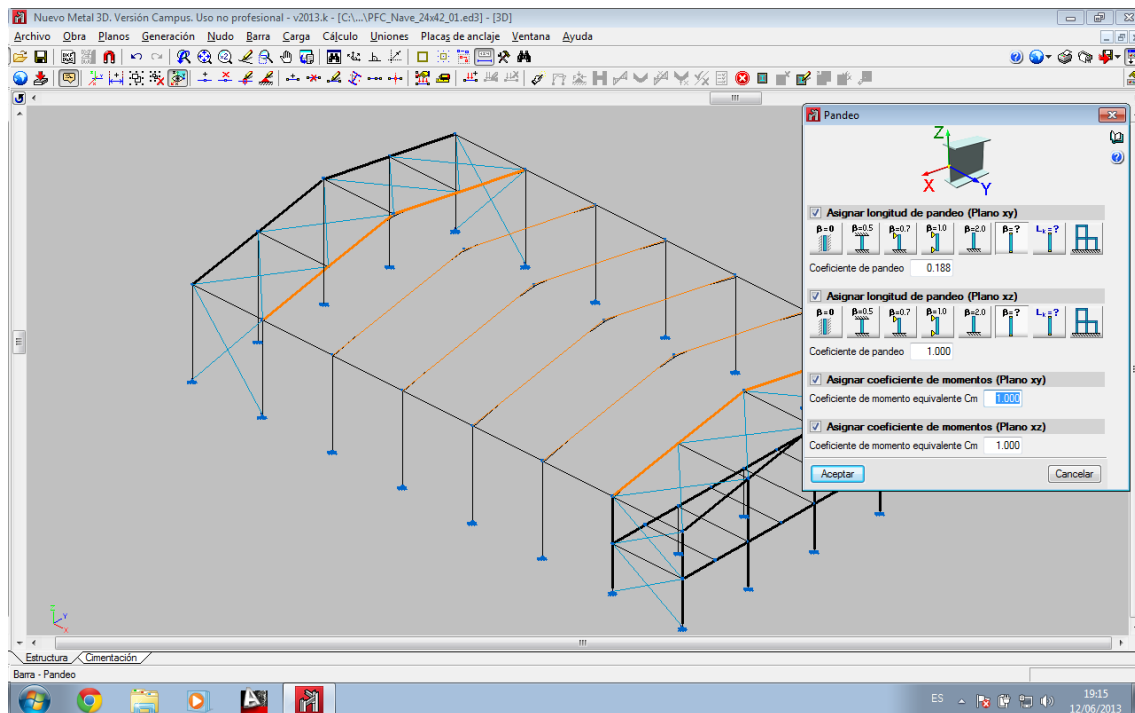 Nuevo Metal 3D. Versión Campus. Uso no profesional - v2013.k - [C:\...\PFC_Nave_24x42_01.ed3] - [3D]
Archivo Obra Planos Generación Nudo Barra Carga Cálculo Uniones Placas de anclaje Ventana Ayuda
Pandeo
Z
X
Y
Asignar longitud de pandeo (Plano xy)
β=0 β=0.5 β=0.7 β=1.0 β=2.0 β=? Lk=?
Coeficiente de pandeo 0.188
Asignar longitud de pandeo (Plano xz)
β=0 β=0.5 β=0.7 β=1.0 β=2.0 β=? Lk=?
Coeficiente de pandeo 1.000
Asignar coeficiente de momentos (Plano xy)
Coeficiente de momento equivalente Cm 1.000
Asignar coeficiente de momentos (Plano xz)
Coeficiente de momento equivalente Cm 1.000
Aceptar Cancelar
Y
X
Estructura Cimentación
Barra - Pandeo
ES 19:15
12/06/2013